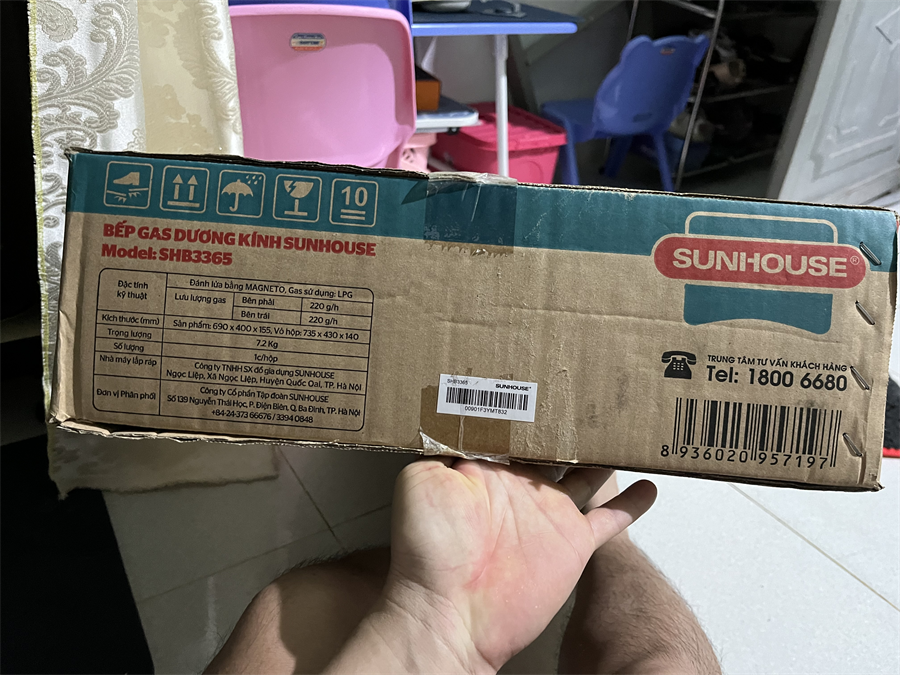 10
BẾP GAS DƯƠNG KÍNH SUNHOUSE
Model: SHB3365
Đặc tính kỹ thuật
Đánh lửa bằng MAGNETO, Gas sử dụng: LPG
Lưu lượng gas
Bên phải
220 g/h
Bên trái
220 g/h
Kích thước (mm)
Sản phẩm: 690 x 400 x 155, Vỏ hộp: 735 x 430 x 140
Trọng lượng
7.2 Kg
Số lượng
1c/hộp
Nhà máy lắp ráp
Công ty TNHH SX đồ gia dụng SUNHOUSE
Ngọc Liệp, Xã Ngọc Liệp, Huyện Quốc Oai, TP. Hà Nội
Đơn vị Phân phối
Công ty Cổ phần Tập đoàn SUNHOUSE
Số 139 Nguyễn Thái Học, P. Điện Biên, Q. Ba Đình, TP. Hà Nội
+84-24-373 66676 / 3394 0848
SHB3365
SUNHOUSE
00901F3YMT832
SUNHOUSE®
TRUNG TÂM TƯ VẤN KHÁCH HÀNG
Tel: 1800 6680
8 936020 957197